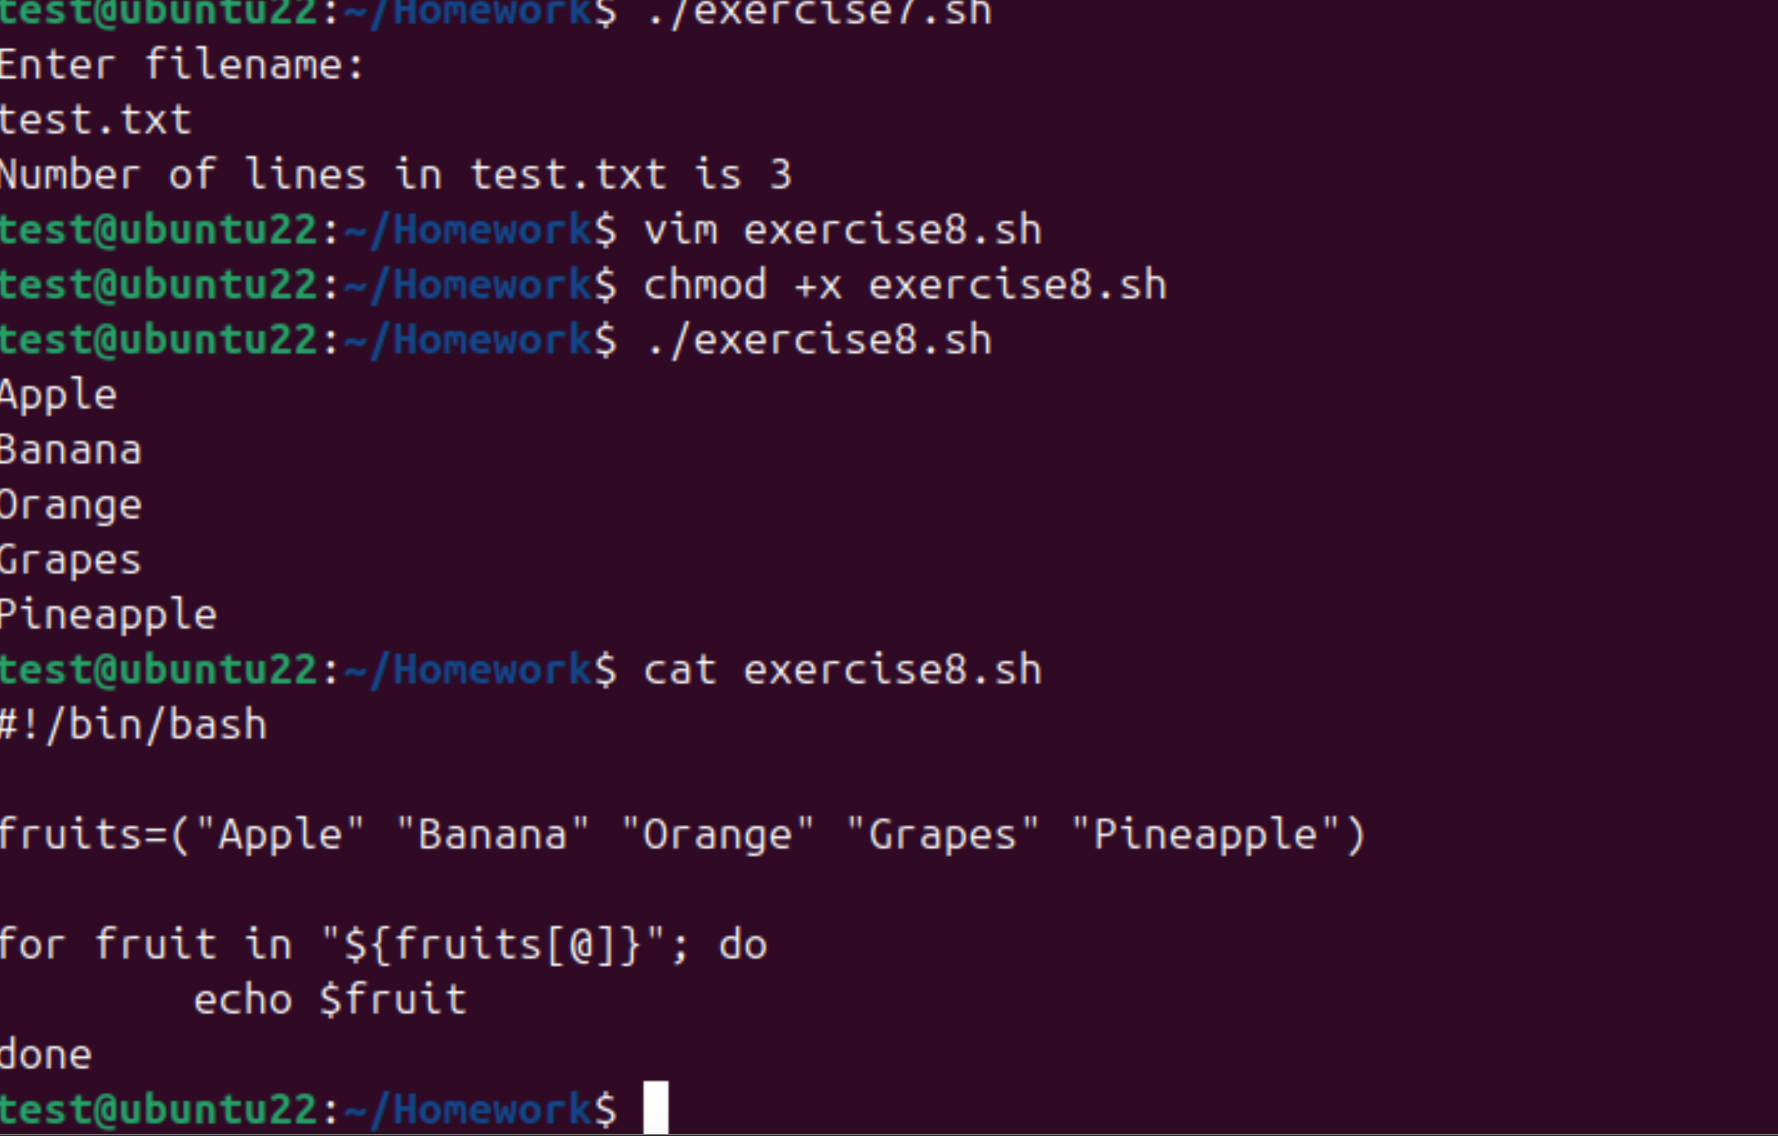 test@ubuntu22:~/Homework$ ./exercise7.sh
Enter filename:
test.txt
Number of lines in test.txt is 3
test@ubuntu22:~/Homework$ vim exercise8.sh
test@ubuntu22:~/Homework$ chmod +x exercise8.sh
test@ubuntu22:~/Homework$ ./exercise8.sh
Apple
Banana
Orange
Grapes
Pineapple
test@ubuntu22:~/Homework$ cat exercise8.sh
#!/bin/bash

fruits=("Apple" "Banana" "Orange" "Grapes" "Pineapple")

for fruit in "${fruits[@]}"; do
        echo $fruit
done
test@ubuntu22:~/Homework$